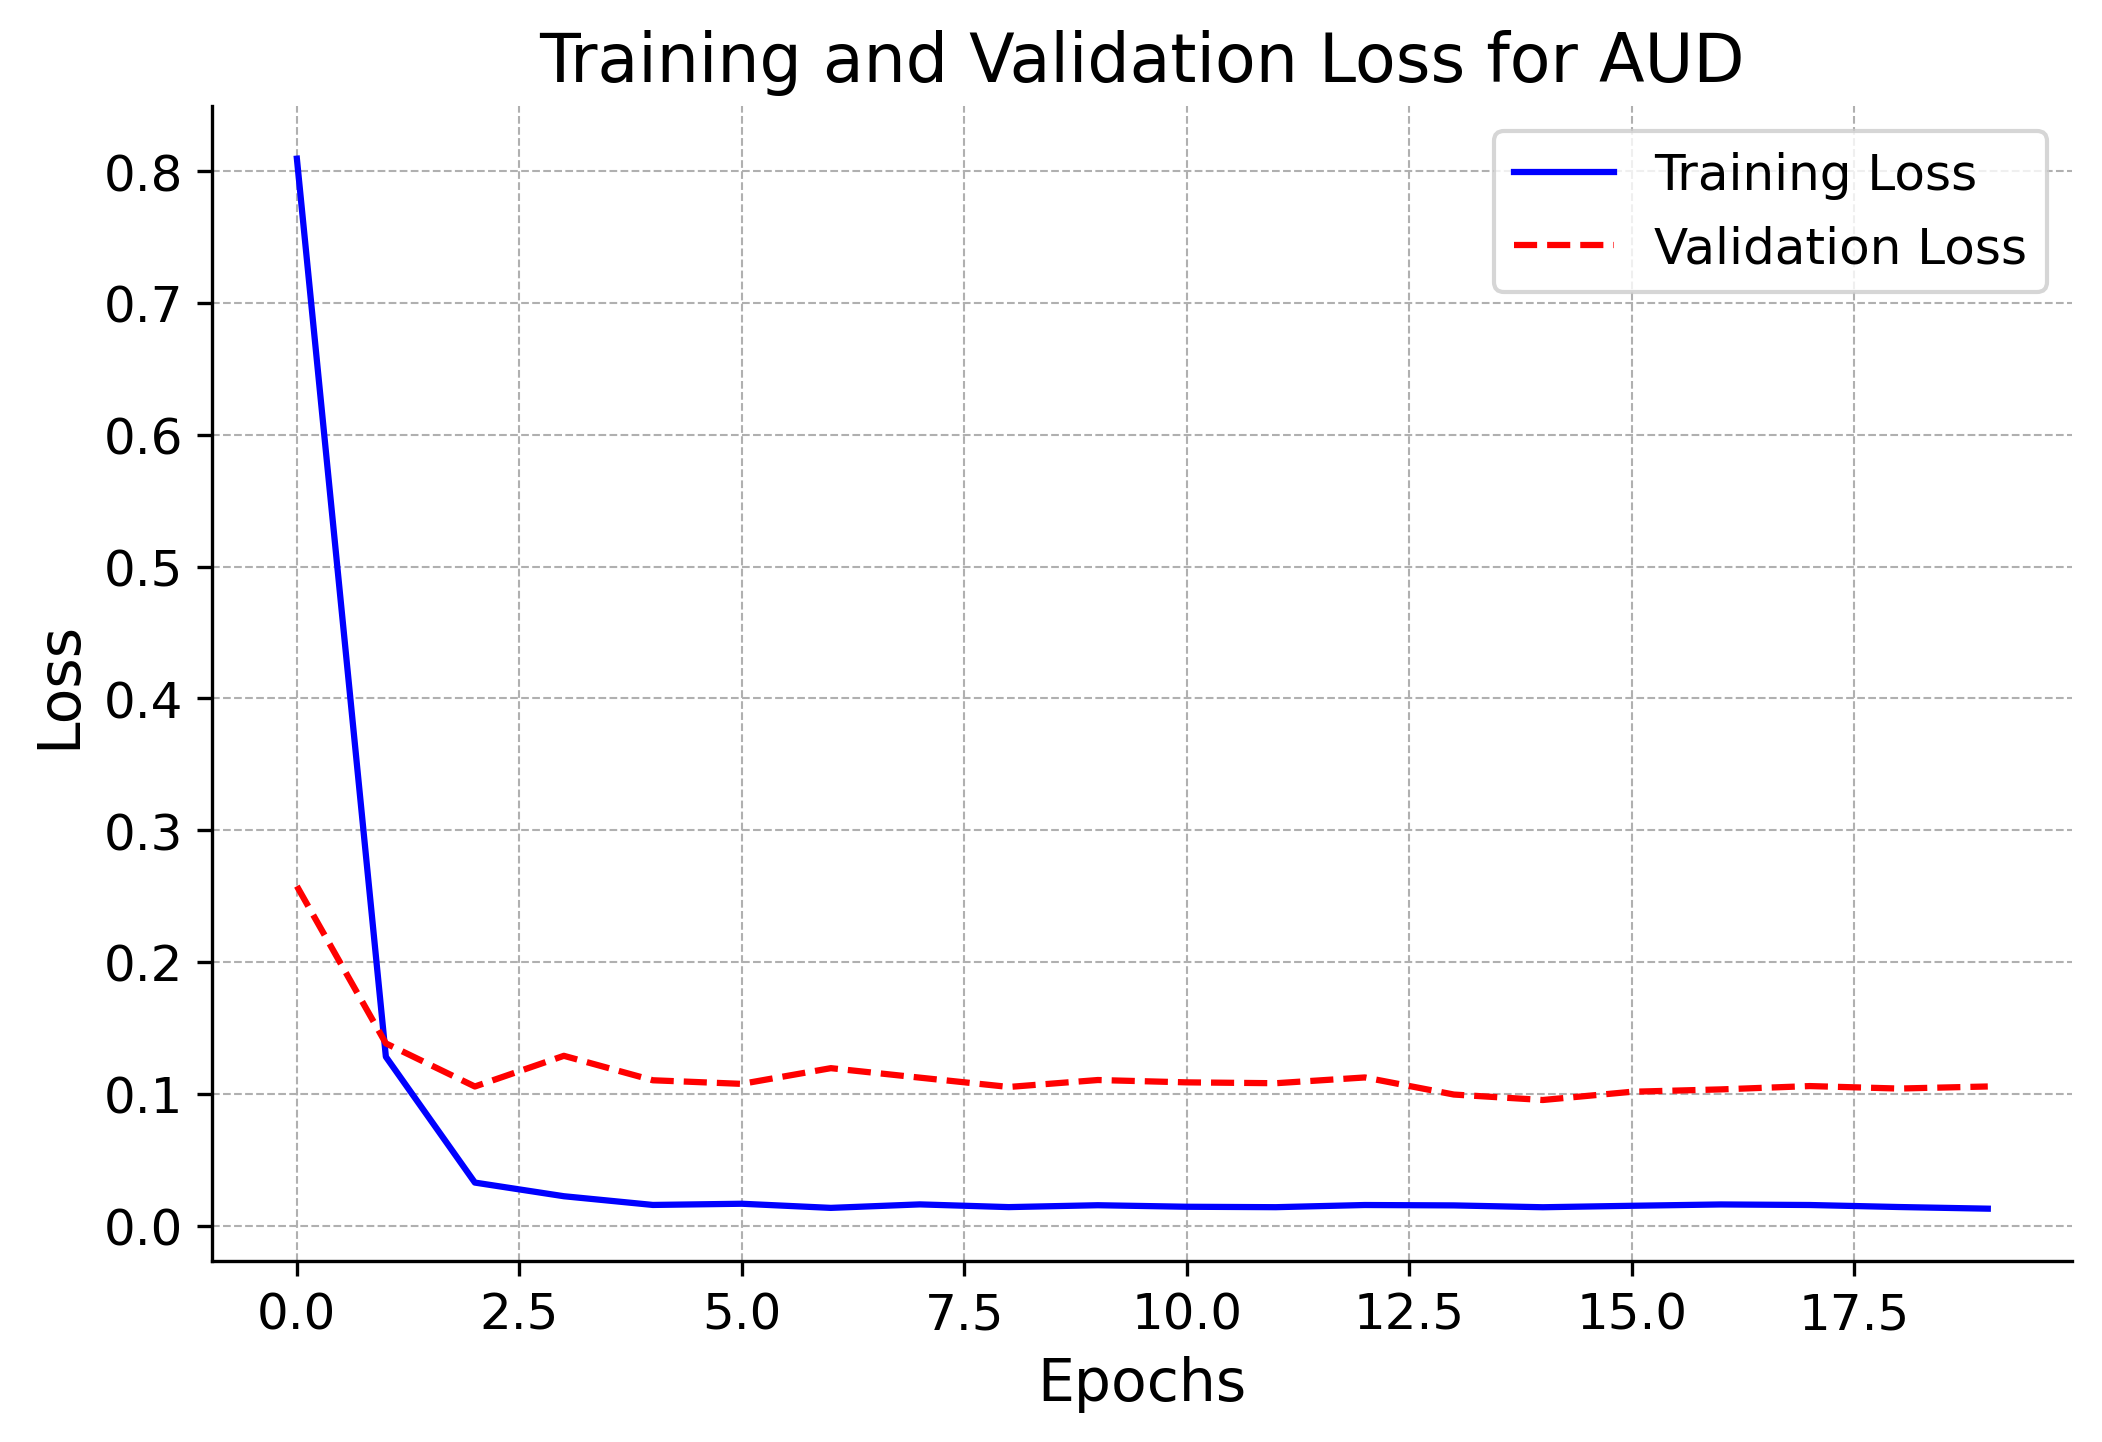 Training and Validation Loss for AUD
Training Loss
Validation Loss
Loss
0.8
0.7
0.6
0.5
0.4
0.3
0.2
0.1
0.0
0.0 2.5 5.0 7.5 10.0 12.5 15.0 17.5
Epochs